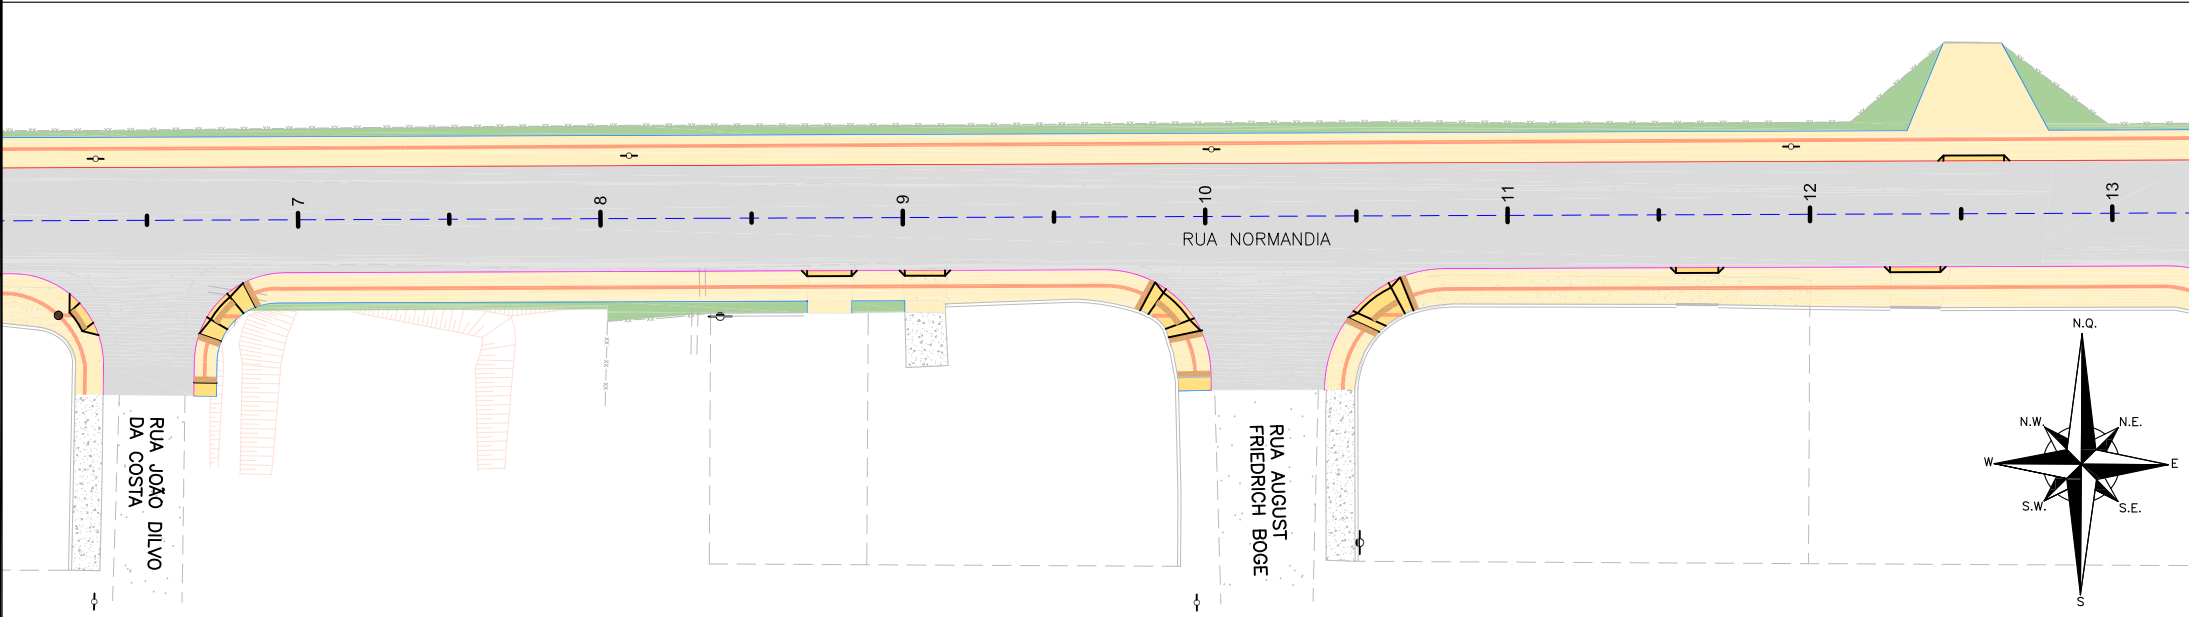 7
8
9
10
11
12
13
RUA NORMANDIA
RUA JOÃO DILVO
DA COSTA
RUA AUGUST
FRIEDRICH BOGE
N.Q.
N.W.
N.E.
W
E
S.W.
S.E.
S